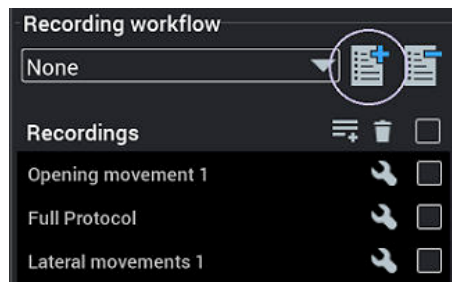 Recording workflow
None
Recordings
Opening movement 1
Full Protocol
Lateral movements 1